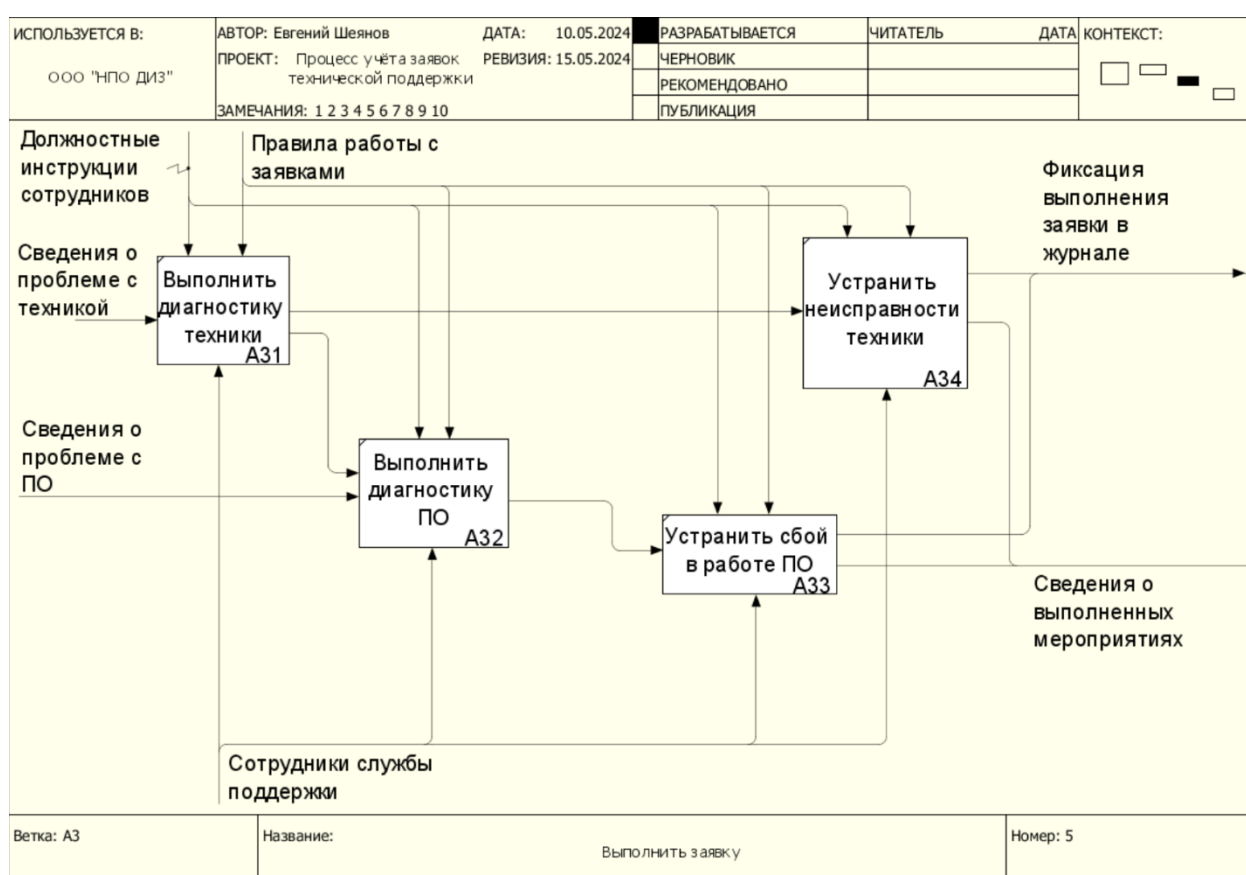 ИСПОЛЬЗУЕТСЯ В:
ООО "НПО ДИЗ"
АВТОР: Евгений Шеянов
ДАТА: 10.05.2024
ПРОЕКТ: Процесс учёта заявок
технической поддержки
РЕВИЗИЯ: 15.05.2024
ЗАМЕЧАНИЯ: 1 2 3 4 5 6 7 8 9 10
РАЗРАБАТЫВАЕТСЯ
ЧЕРНОВИК
РЕКОМЕНДОВАНО
ПУБЛИКАЦИЯ
ЧИТАТЕЛЬ
ДАТА
КОНТЕКСТ:
Должностные
инструкции
сотрудников
Правила работы с
заявками
Фиксация
выполнения
заявки в
журнале
Сведения о
проблеме с
техникой
Выполнить
диагностику
техники
A31
Устранить
неисправности
техники
A34
Сведения о
проблеме с
ПО
Выполнить
диагностику
ПО
A32
Устранить сбой
в работе ПО
A33
Сведения о
выполненных
мероприятиях
Сотрудники службы
поддержки
Ветка: A3
Название:
Выполнить заявку
Номер: 5